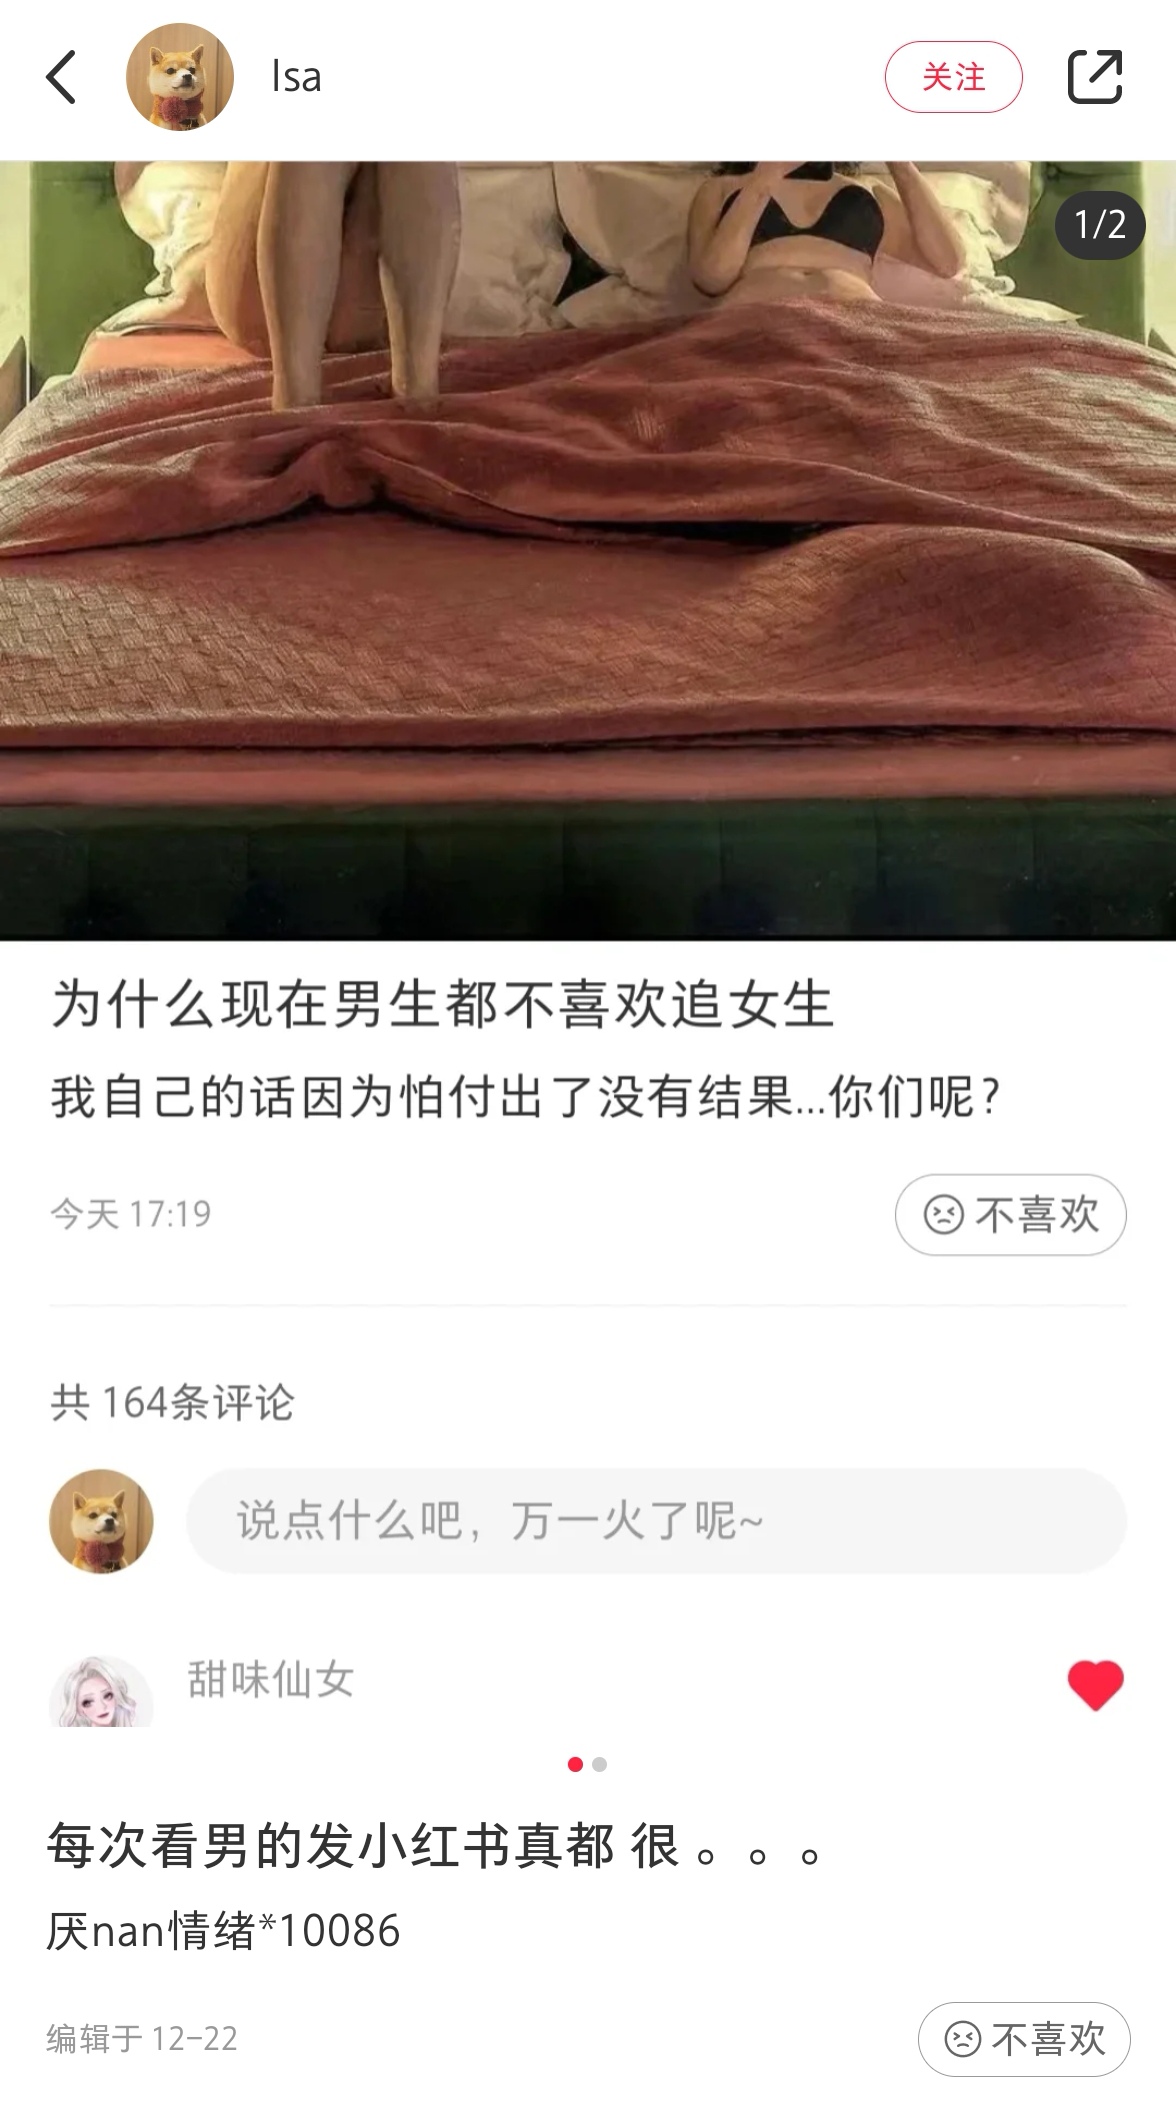 Isa
关注
1/2
为什么现在男生都不喜欢追女生
我自己的话因为怕付出了没有结果...你们呢？
今天 17:19
不喜欢
共 164条评论
说点什么吧，万一火了呢~
甜味仙女
每次看男的发小红书真都 很 。。。
厌nan情绪*10086
编辑于 12-22
不喜欢